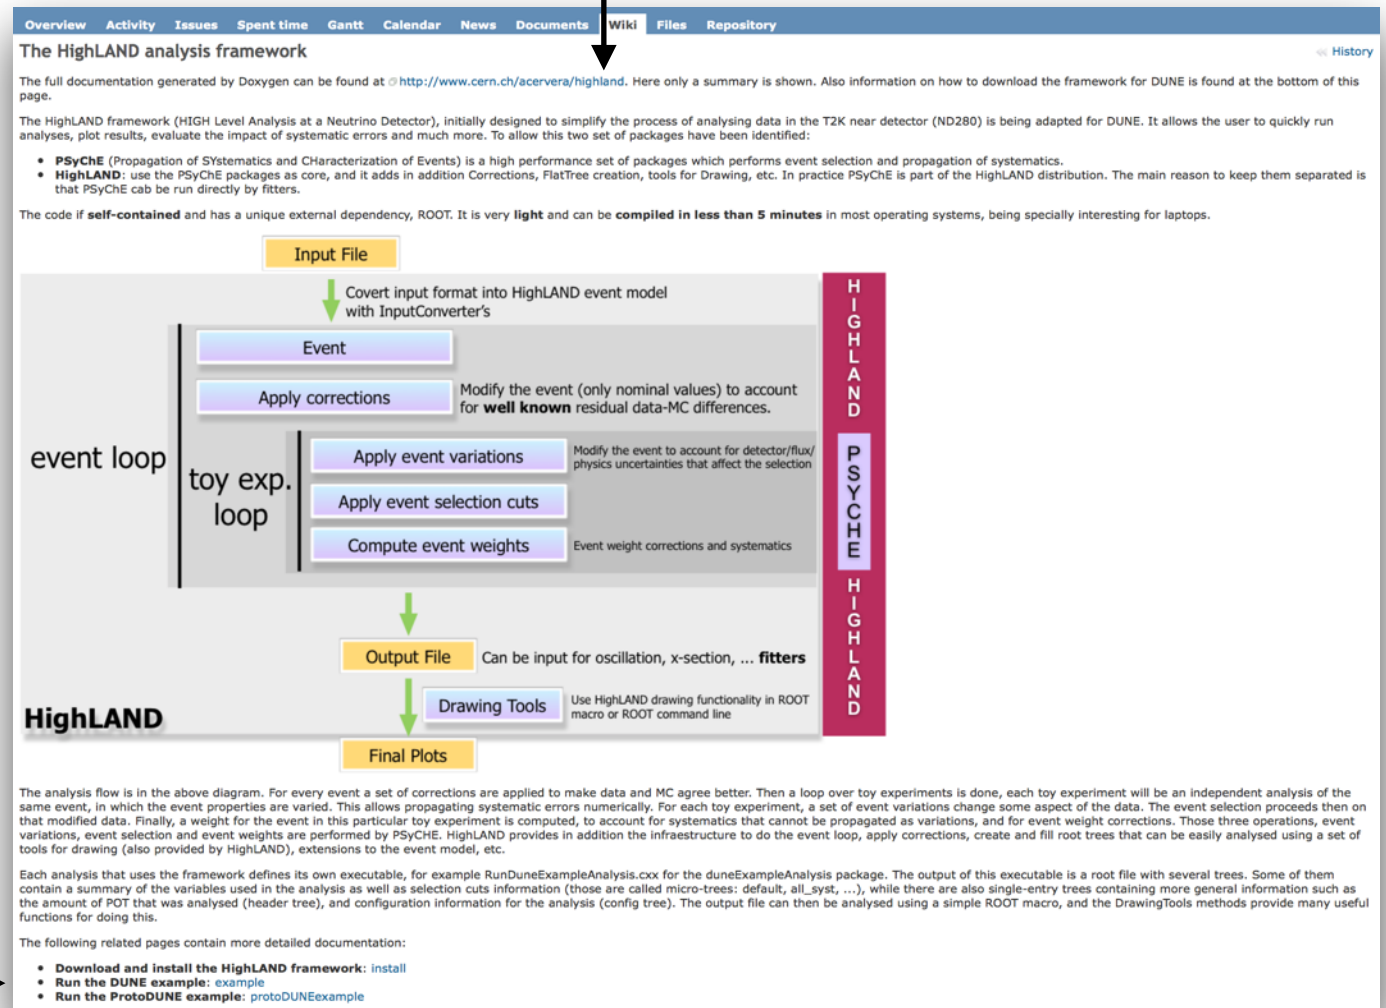 Overview Activity Issues Spent time Gantt Calendar News Documents Wiki Files Repository
The HighLAND analysis framework
History
The full documentation generated by Doxygen can be found at http://www.cern.ch/acervera/highland. Here only a summary is shown. Also information on how to download the framework for DUNE is found at the bottom of this
page.
The HighLAND framework (HIGH Level Analysis at a Neutrino Detector), initially designed to simplify the process of analysing data in the T2K near detector (ND280) is being adapted for DUNE. It allows the user to quickly run
analyses, plot results, evaluate the impact of systematic errors and much more. To allow this two set of packages have been identified:
• PSyChE (Propagation of SYstematics and CHaracterization of Events) is a high performance set of packages which performs event selection and propagation of systematics.
• HighLAND: use the PSyChE packages as core, and it adds in addition Corrections, FlatTree creation, tools for Drawing, etc. In practice PSyChE is part of the HighLAND distribution. The main reason to keep them separated is
that PSyChE cab be run directly by fitters.
The code if self-contained and has a unique external dependency, ROOT. It is very light and can be compiled in less than 5 minutes in most operating systems, being specially interesting for laptops.
Input File
Covert input format into HighLAND event model
with InputConverter's
Event
Apply corrections
Modify the event (only nominal values) to account
for well known residual data-MC differences.
event loop
toy exp.
loop
Apply event variations
Modify the event to account for detector/flux/
physics uncertainties that affect the selection
Apply event selection cuts
Compute event weights
Event weight corrections and systematics
Output File
Can be input for oscillation, x-section, ... fitters
Drawing Tools
Use HighLAND drawing functionality in ROOT
macro or ROOT command line
HighLAND
Final Plots
HIGHLAND
PSYCHE
HIGHLAND
The analysis flow is in the above diagram. For every event a set of corrections are applied to make data and MC agree better. Then a loop over toy experiments is done, each toy experiment will be an independent analysis of the
same event, in which the event properties are varied. This allows propagating systematic errors numerically. For each toy experiment, a set of event variations change some aspect of the data. The event selection proceeds then on
that modified data. Finally, a weight for the event in this particular toy experiment is computed, to account for systematics that cannot be propagated as variations, and for event weight corrections. Those three operations, event
variations, event selection and event weights are performed by PSyCHE. HighLAND provides in addition the infraestructure to do the event loop, apply corrections, create and fill root trees that can be easily analysed using a set of
tools for drawing (also provided by HighLAND), extensions to the event model, etc.
Each analysis that uses the framework defines its own executable, for example RunDuneExampleAnalysis.cxx for the duneExampleAnalysis package. The output of this executable is a root file with several trees. Some of them
contain a summary of the variables used in the analysis as well as selection cuts information (those are called micro-trees: default, all_syst, ...), while there are also single-entry trees containing more general information such as
the amount of POT that was analysed (header tree), and configuration information for the analysis (config tree). The output file can then be analysed using a simple ROOT macro, and the DrawingTools methods provide many useful
functions for doing this.
The following related pages contain more detailed documentation:
• Download and install the HighLAND framework: install
• Run the DUNE example: example
• Run the ProtoDUNE example: protoDUNEexample